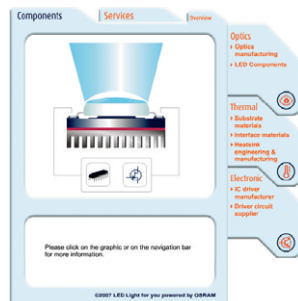 Components
Services
Overview
Optics
Optics
manufacturing
LED Components
Thermal
Substrate
materials
Interface materials
Heatsink
engineering &
manufacturing
Electronic
IC driver
manufacturer
Driver circuit
supplier
Please click on the graphic or on the navigation bar
for more information.
©2007 LED Light for you powered by OSRAM